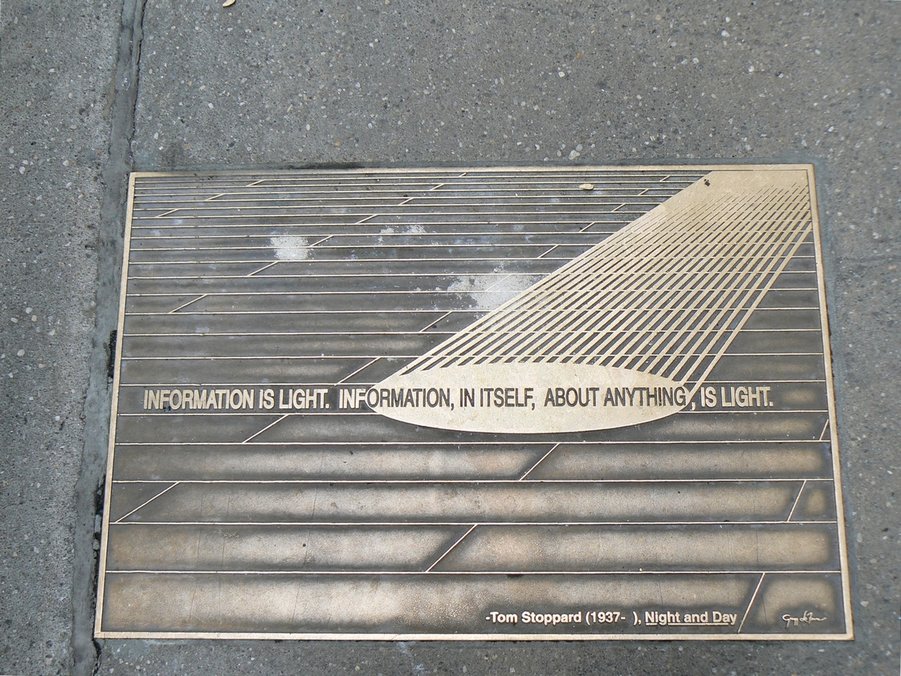 INFORMATION IS LIGHT. INFORMATION, IN ITSELF, ABOUT ANYTHING, IS LIGHT.
-Tom Stoppard (1937- ), Night and Day